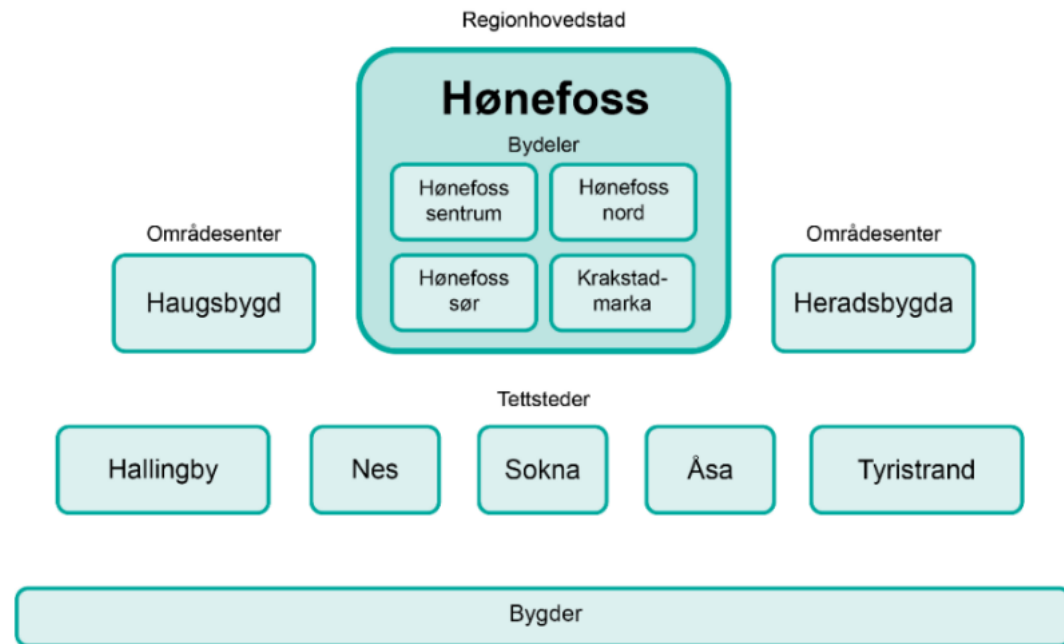 Regionhovedstad
Hønefoss
Bydeler
Hønefoss
sentrum
Hønefoss
nord
Hønefoss
sør
Krakstad-
marka
Områdesenter
Haugsbygd
Områdesenter
Heradsbygda
Tettsteder
Hallingby
Nes
Sokna
Åsa
Tyristrand
Bygder